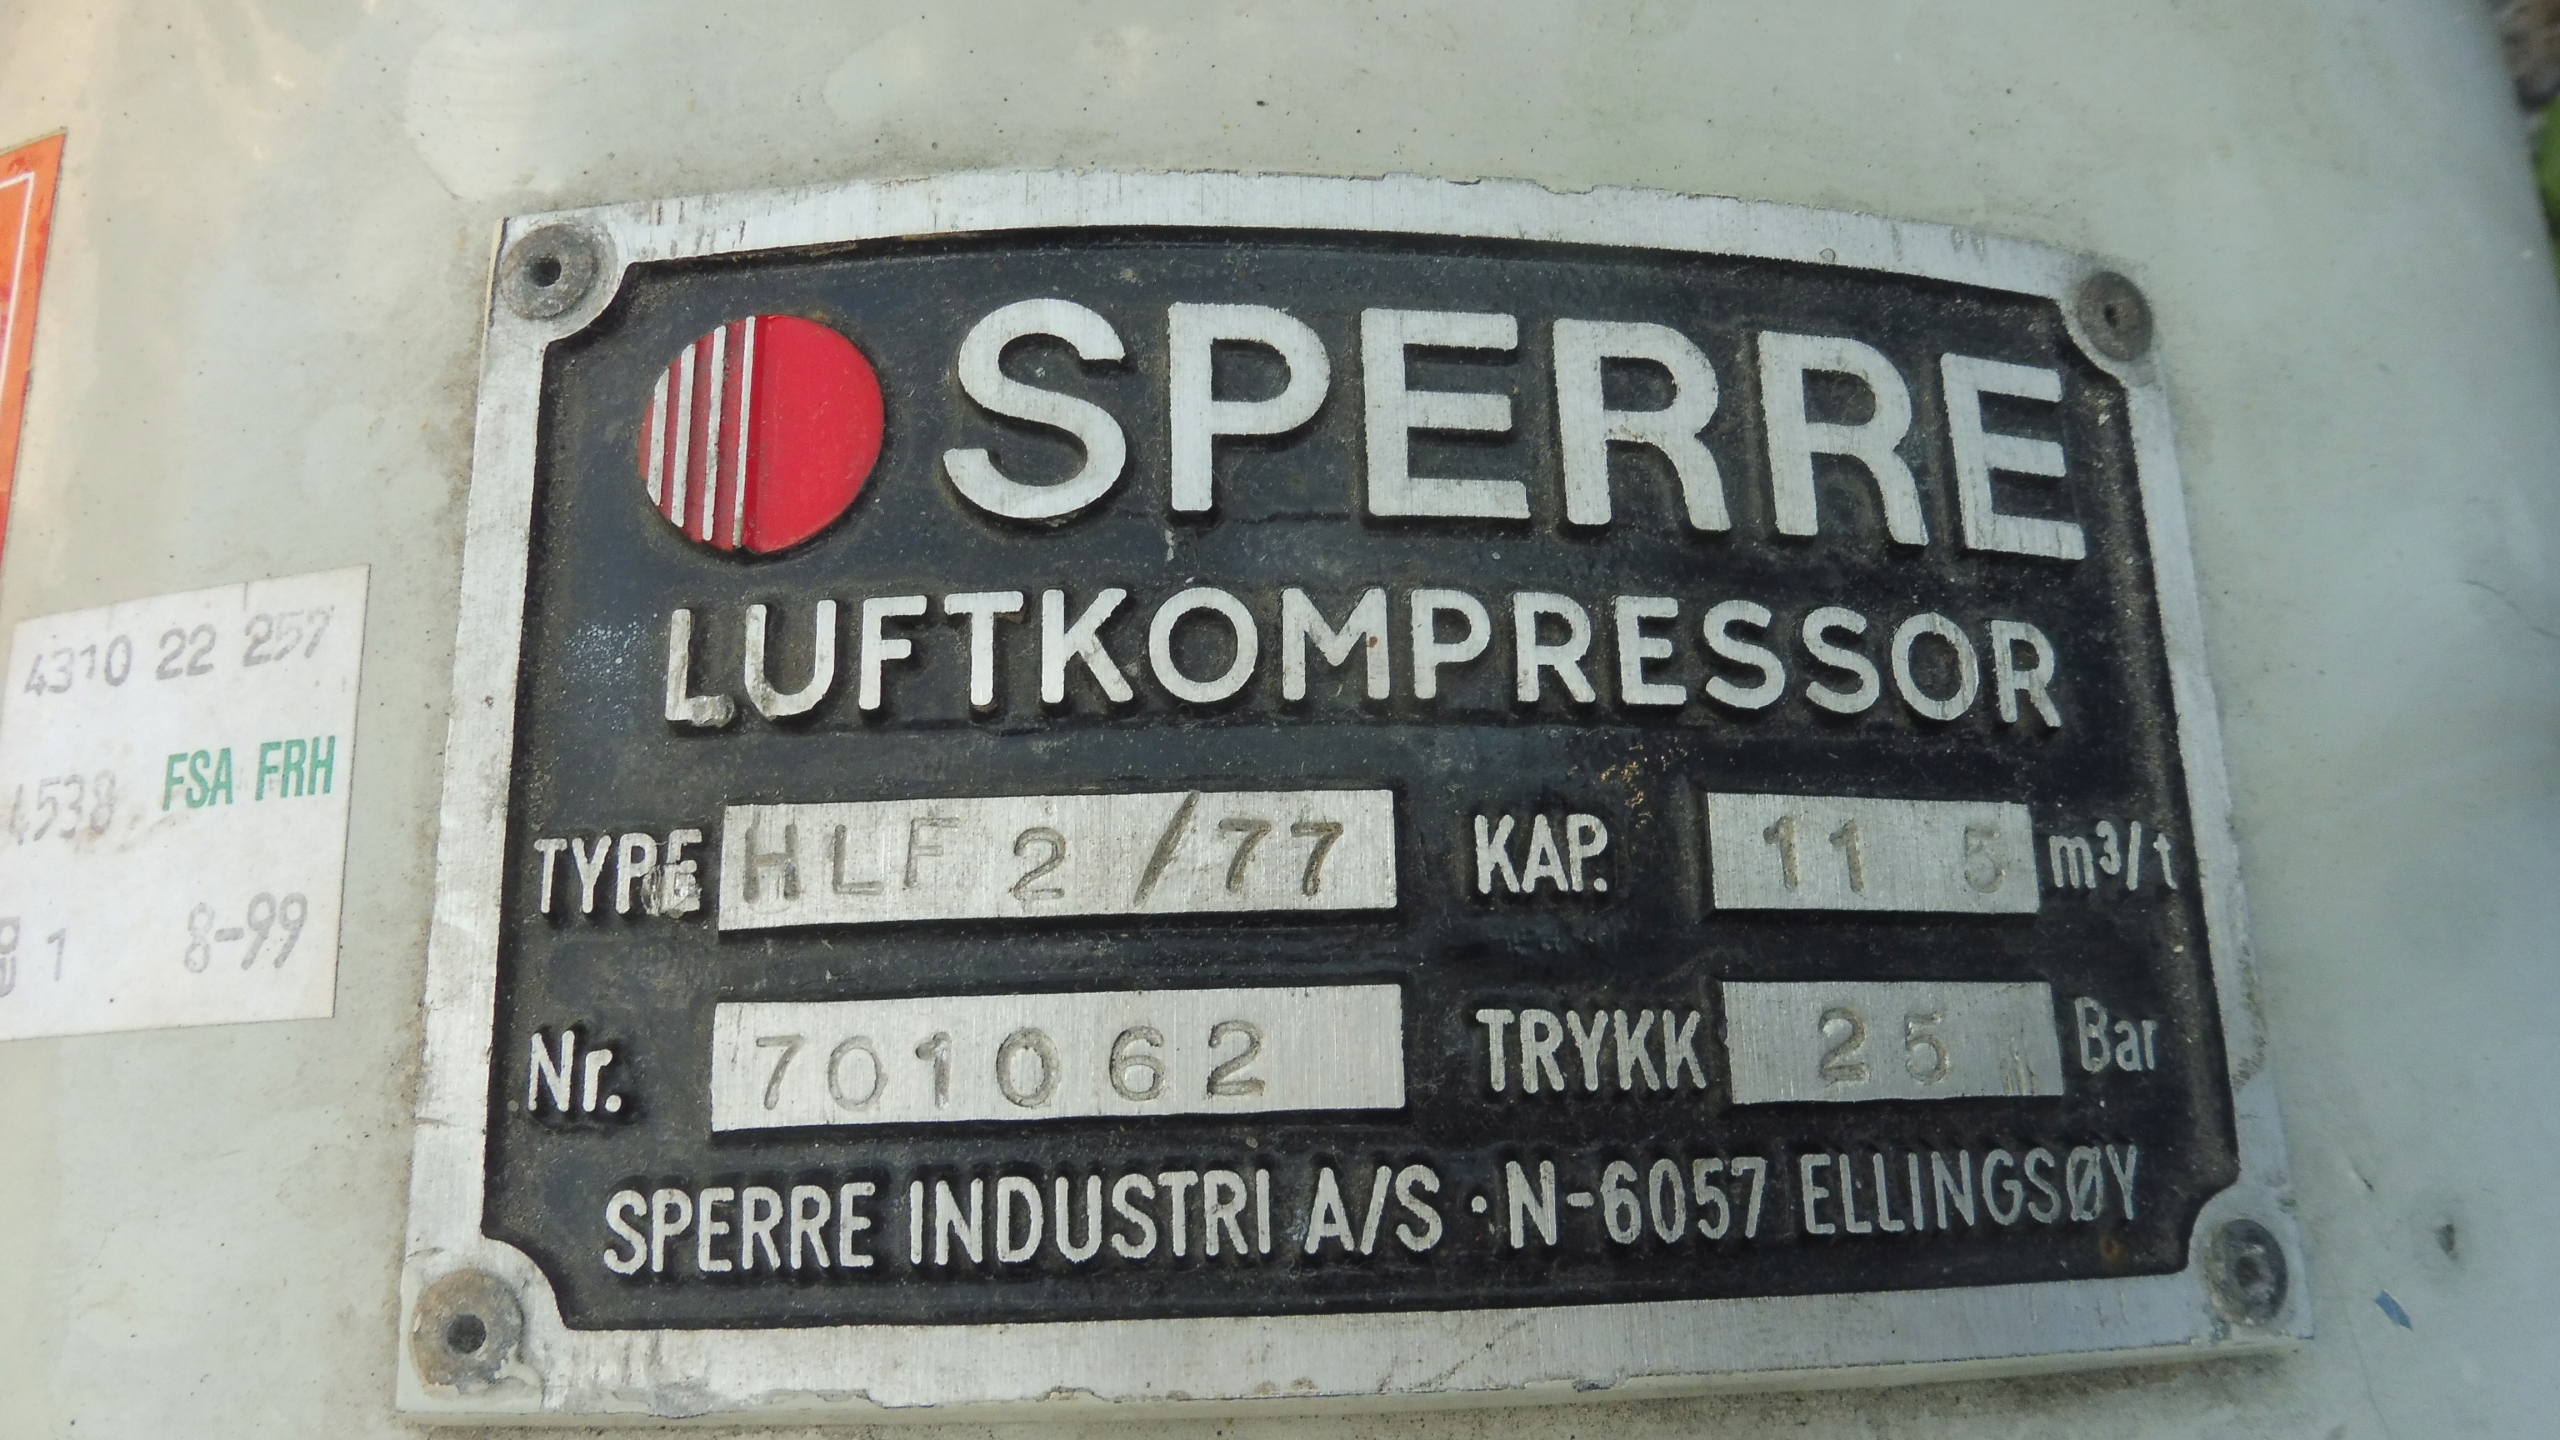 SPERRE
LUFTKOMPRESSOR
TYPE HLF 2 /77 KAP. 11 5 m³/t
Nr. 701062 TRYKK 25 Bar
SPERRE INDUSTRI A/S · N-6057 ELLINGSØY
4310 22 257
4538 FSA FRH
1 8-99